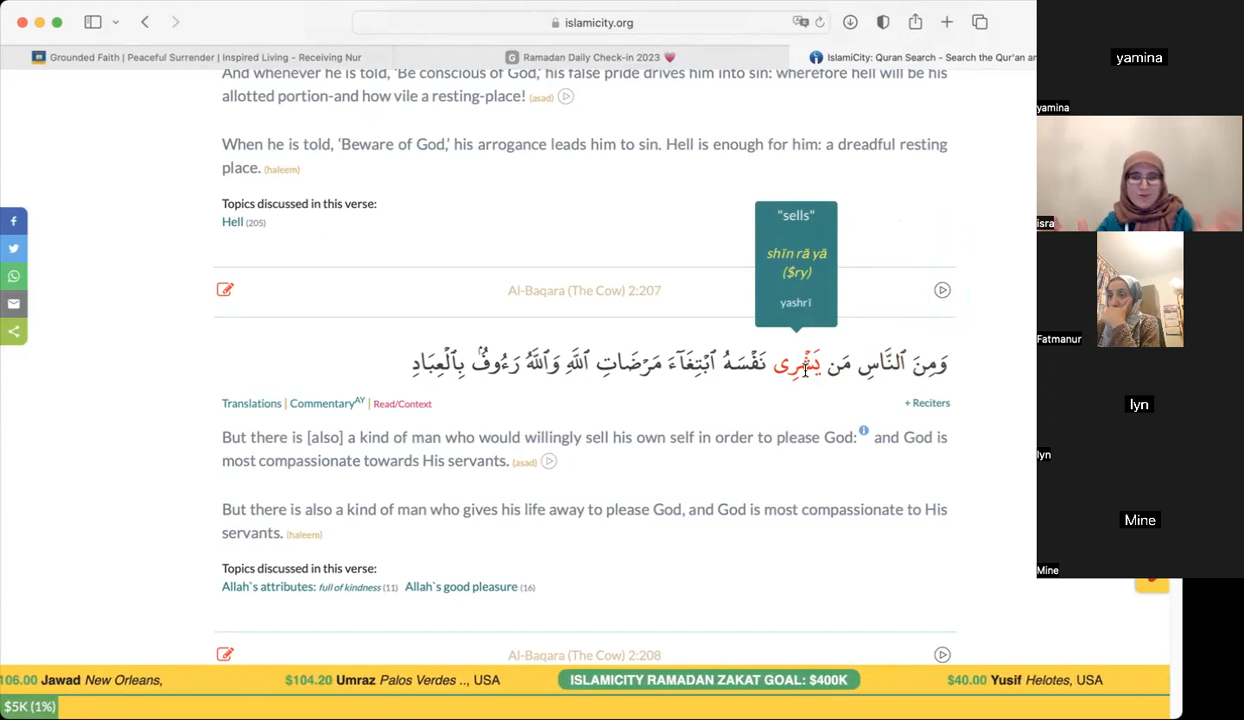 islamicity.org
Grounded Faith | Peaceful Surrender | Inspired Living - Receiving Nur
G Ramadan Daily Check-in 2023 💗
IslamiCity: Quran Search - Search the Qur'an
And whenever he is told, 'Be conscious of God,' his false pride drives him into sin: wherefore hell will be his
allotted portion-and how vile a resting-place! (asad)
When he is told, 'Beware of God,' his arrogance leads him to sin. Hell is enough for him: a dreadful resting
place. (haleem)
Topics discussed in this verse:
Hell (205)
"sells"
shīn rā yā
($ry)
yashrī
Al-Baqara (The Cow) 2:207
وَمِنَ ٱلنَّاسِ مَن يَشْرِى نَفْسَهُ ٱبْتِغَآءَ مَرْضَاتِ ٱللَّهِ وَٱللَّهُ رَءُوفٌۢ بِٱلْعِبَادِ
Translations | Commentary AY | Read/Context
+ Reciters
But there is [also] a kind of man who would willingly sell his own self in order to please God: and God is
most compassionate towards His servants. (asad)
But there is also a kind of man who gives his life away to please God, and God is most compassionate to His
servants. (haleem)
Topics discussed in this verse:
Allah`s attributes: full of kindness (11) Allah`s good pleasure (16)
Al-Baqara (The Cow) 2:208
106.00 Jawad New Orleans, $104.20 Umraz Palos Verdes .., USA ISLAMICITY RAMADAN ZAKAT GOAL: $400K $40.00 Yusif Helotes, USA
$5K (1%)
yamina
yamina
isra
Fatmanur
lyn
lyn
Mine
Mine